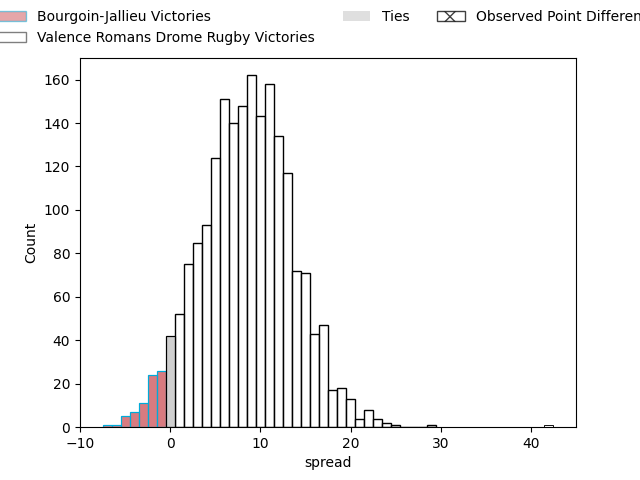 Bourgoin-Jallieu Victories
Ties
Observed Point Differen
Valence Romans Drome Rugby Victories
160
140
120
100
80
60
40
20
0
Count
−10 0 10 20 30 40
spread